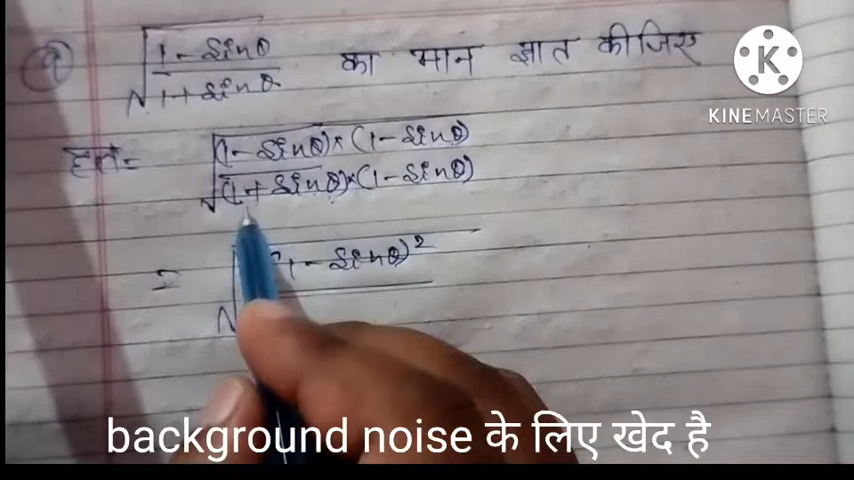 √(1-sinθ / 1+sinθ) का मान ज्ञात कीजिए
KINEMASTER
हल:- √((1-sinθ)×(1-sinθ) / (1+sinθ)×(1-sinθ))
= √((1-sinθ)²
background noise के लिए खेद है